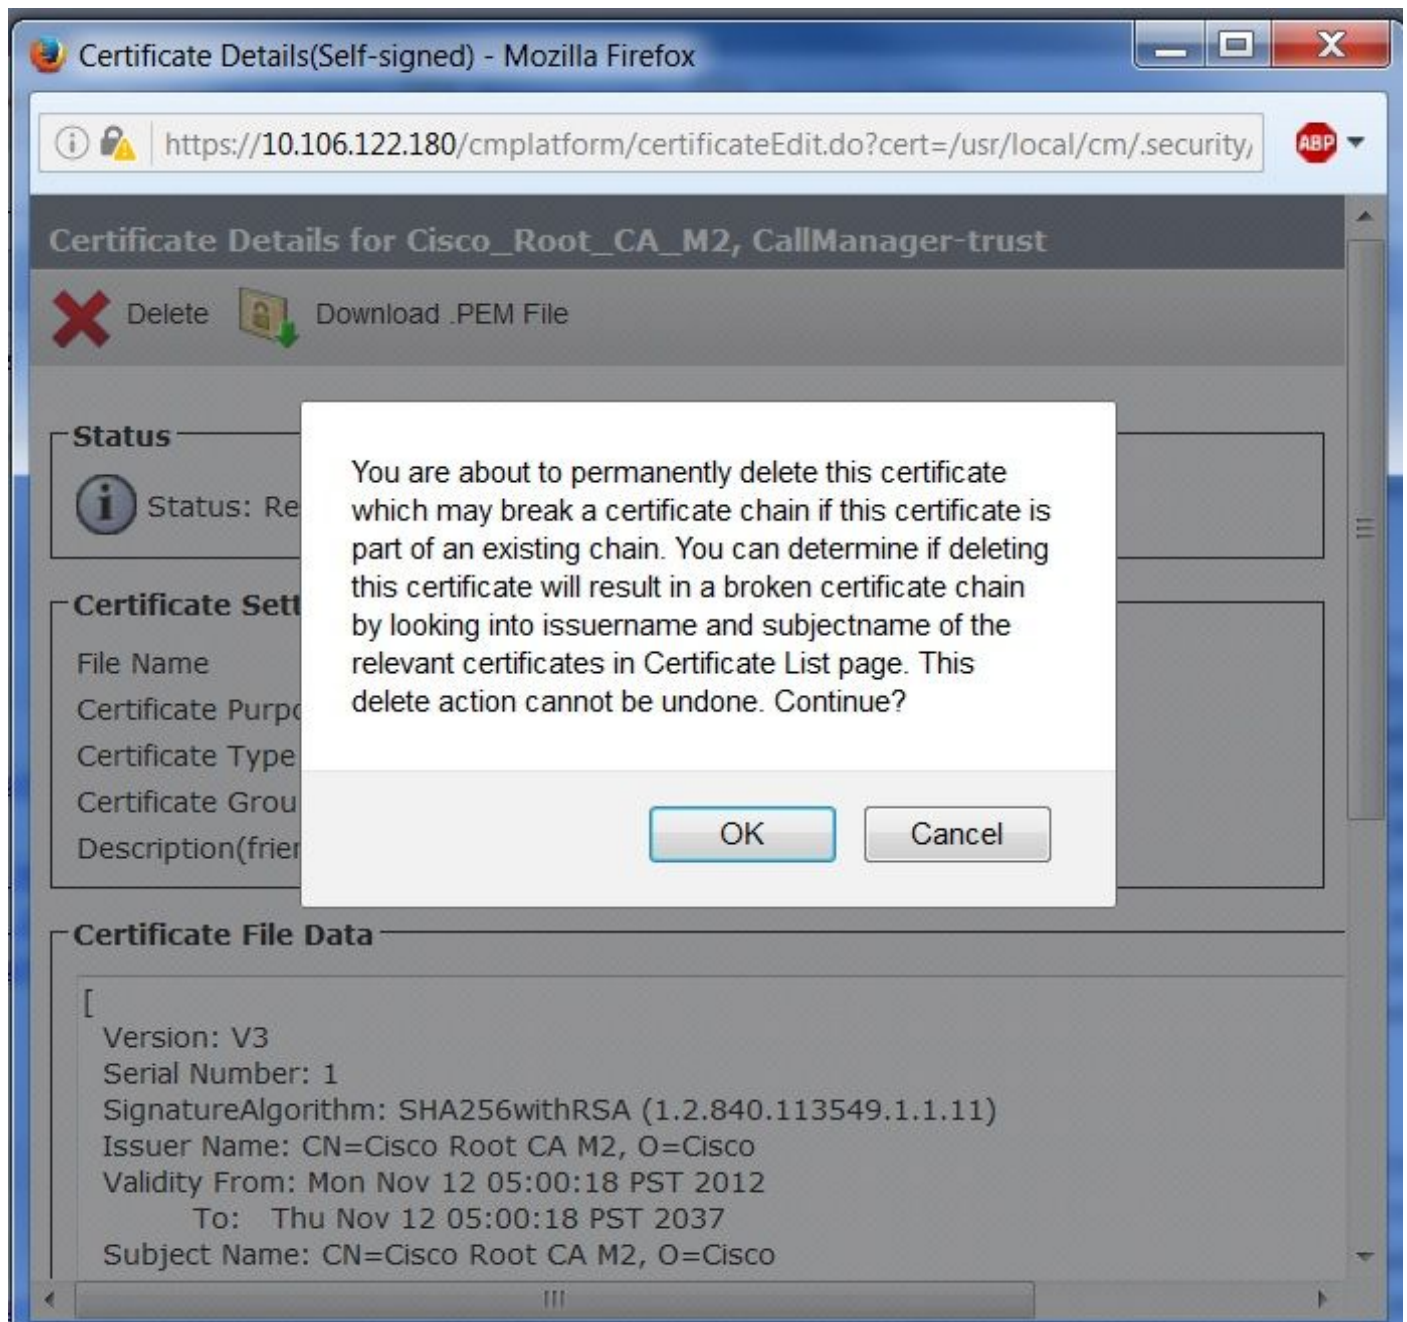 Certificate Details(Self-signed) - Mozilla Firefox
https://10.106.122.180/cmplatform/certificateEdit.do?cert=/usr/local/cm/.security/
ABP
Certificate Details for Cisco_Root_CA_M2, CallManager-trust
Delete
Download .PEM File
Status
Status: Re
You are about to permanently delete this certificate
which may break a certificate chain if this certificate is
part of an existing chain. You can determine if deleting
this certificate will result in a broken certificate chain
by looking into issuername and subjectname of the
relevant certificates in Certificate List page. This
delete action cannot be undone. Continue?
OK
Cancel
Certificate Sett
File Name
Certificate Purpo
Certificate Type
Certificate Grou
Description(frien
Certificate File Data
[
Version: V3
Serial Number: 1
SignatureAlgorithm: SHA256withRSA (1.2.840.113549.1.1.11)
Issuer Name: CN=Cisco Root CA M2, O=Cisco
Validity From: Mon Nov 12 05:00:18 PST 2012
To: Thu Nov 12 05:00:18 PST 2037
Subject Name: CN=Cisco Root CA M2, O=Cisco